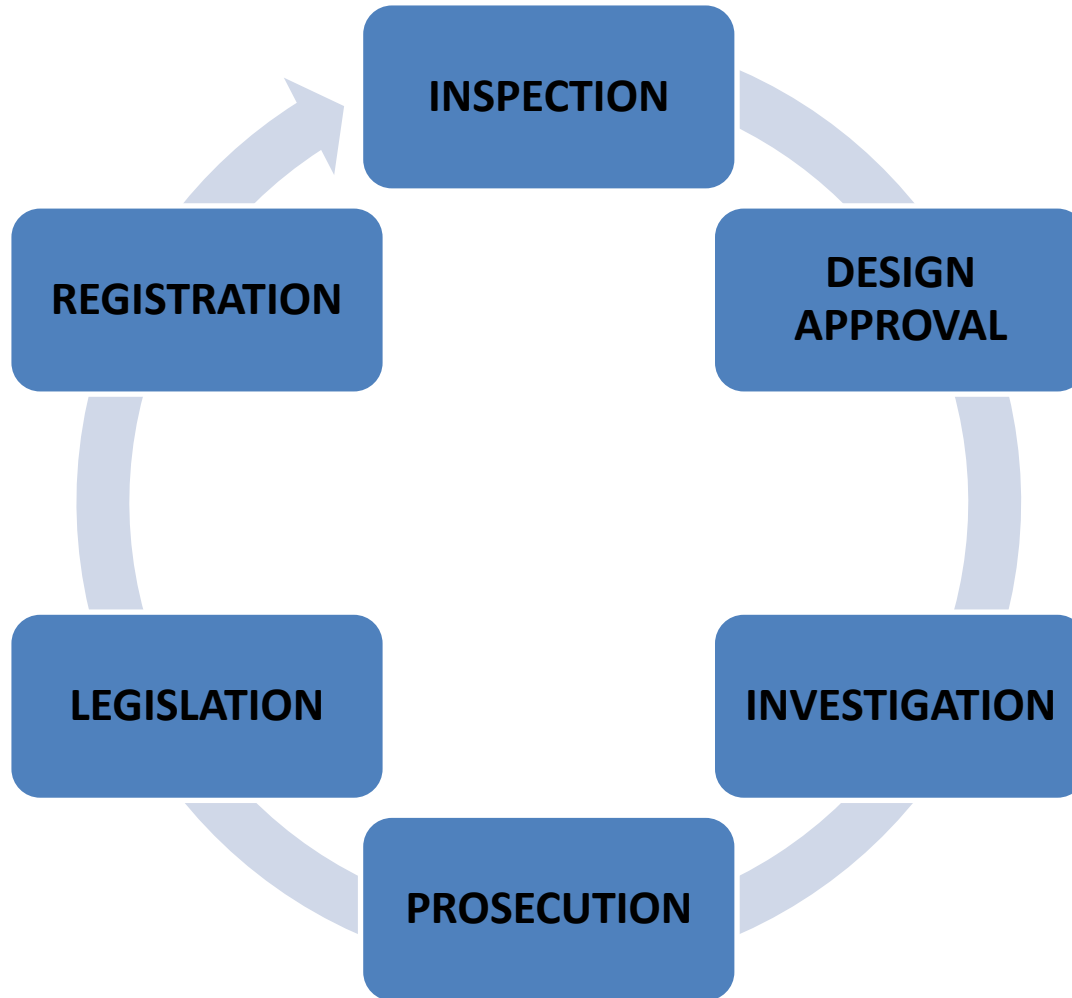 INSPECTION
DESIGN
APPROVAL
INVESTIGATION
PROSECUTION
LEGISLATION
REGISTRATION